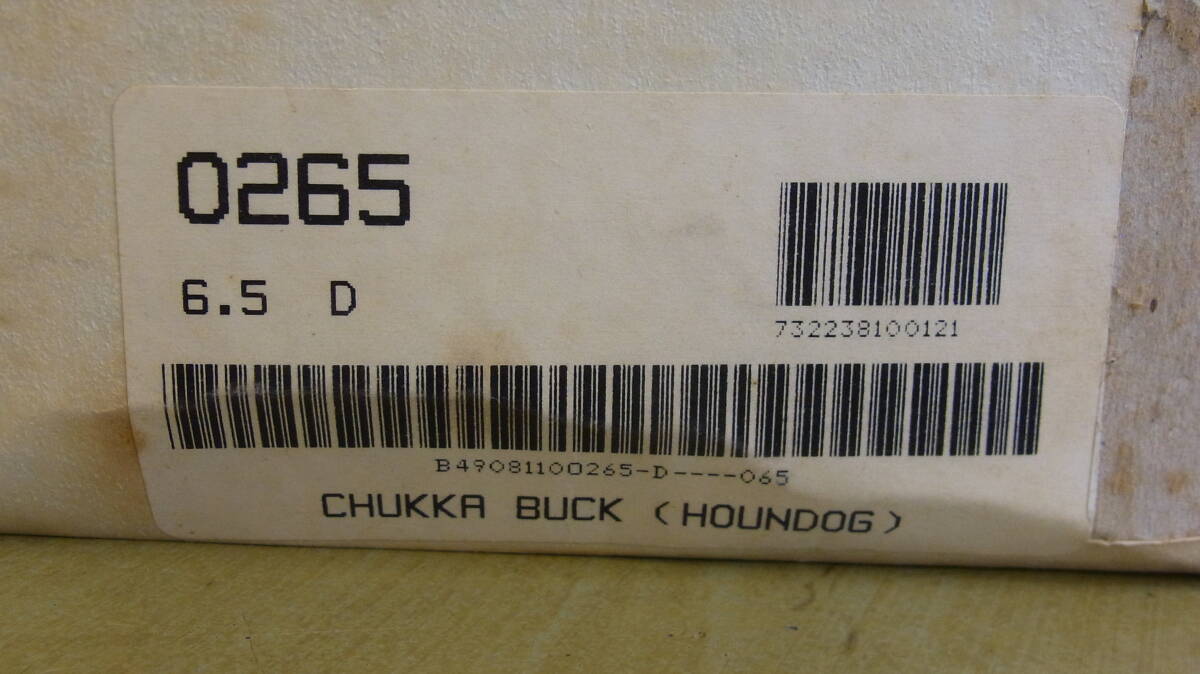 0265
6.5 D
732238100121
B49081100265-D----065
CHUKKA BUCK (HOUNDOG)